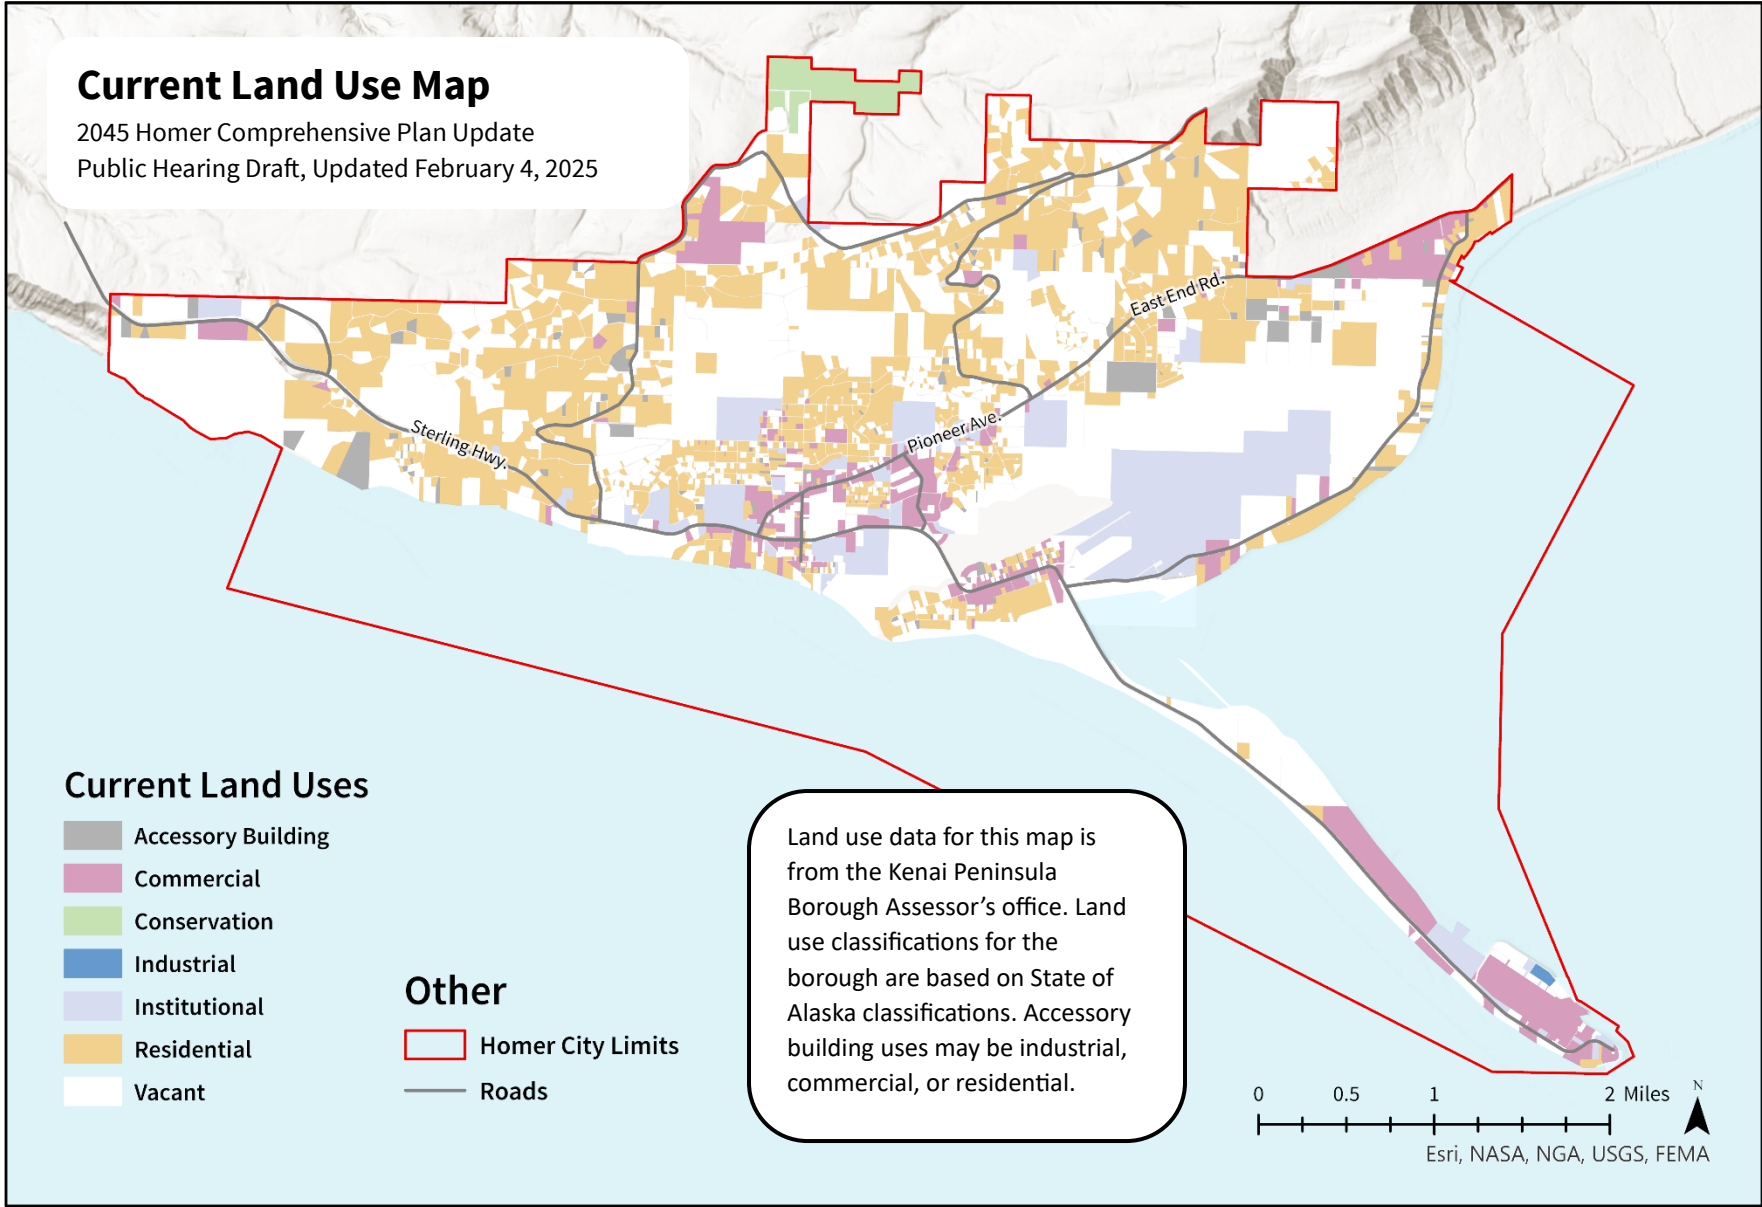 Current Land Use Map
2045 Homer Comprehensive Plan Update
Public Hearing Draft, Updated February 4, 2025
East End Rd.
Pioneer Ave.
Sterling Hwy.
Current Land Uses
Accessory Building
Commercial
Conservation
Industrial
Institutional
Residential
Vacant
Other
Homer City Limits
Roads
Land use data for this map is
from the Kenai Peninsula
Borough Assessor’s office. Land
use classifications for the
borough are based on State of
Alaska classifications. Accessory
building uses may be industrial,
commercial, or residential.
0 0.5 1 2 Miles
N
Esri, NASA, NGA, USGS, FEMA